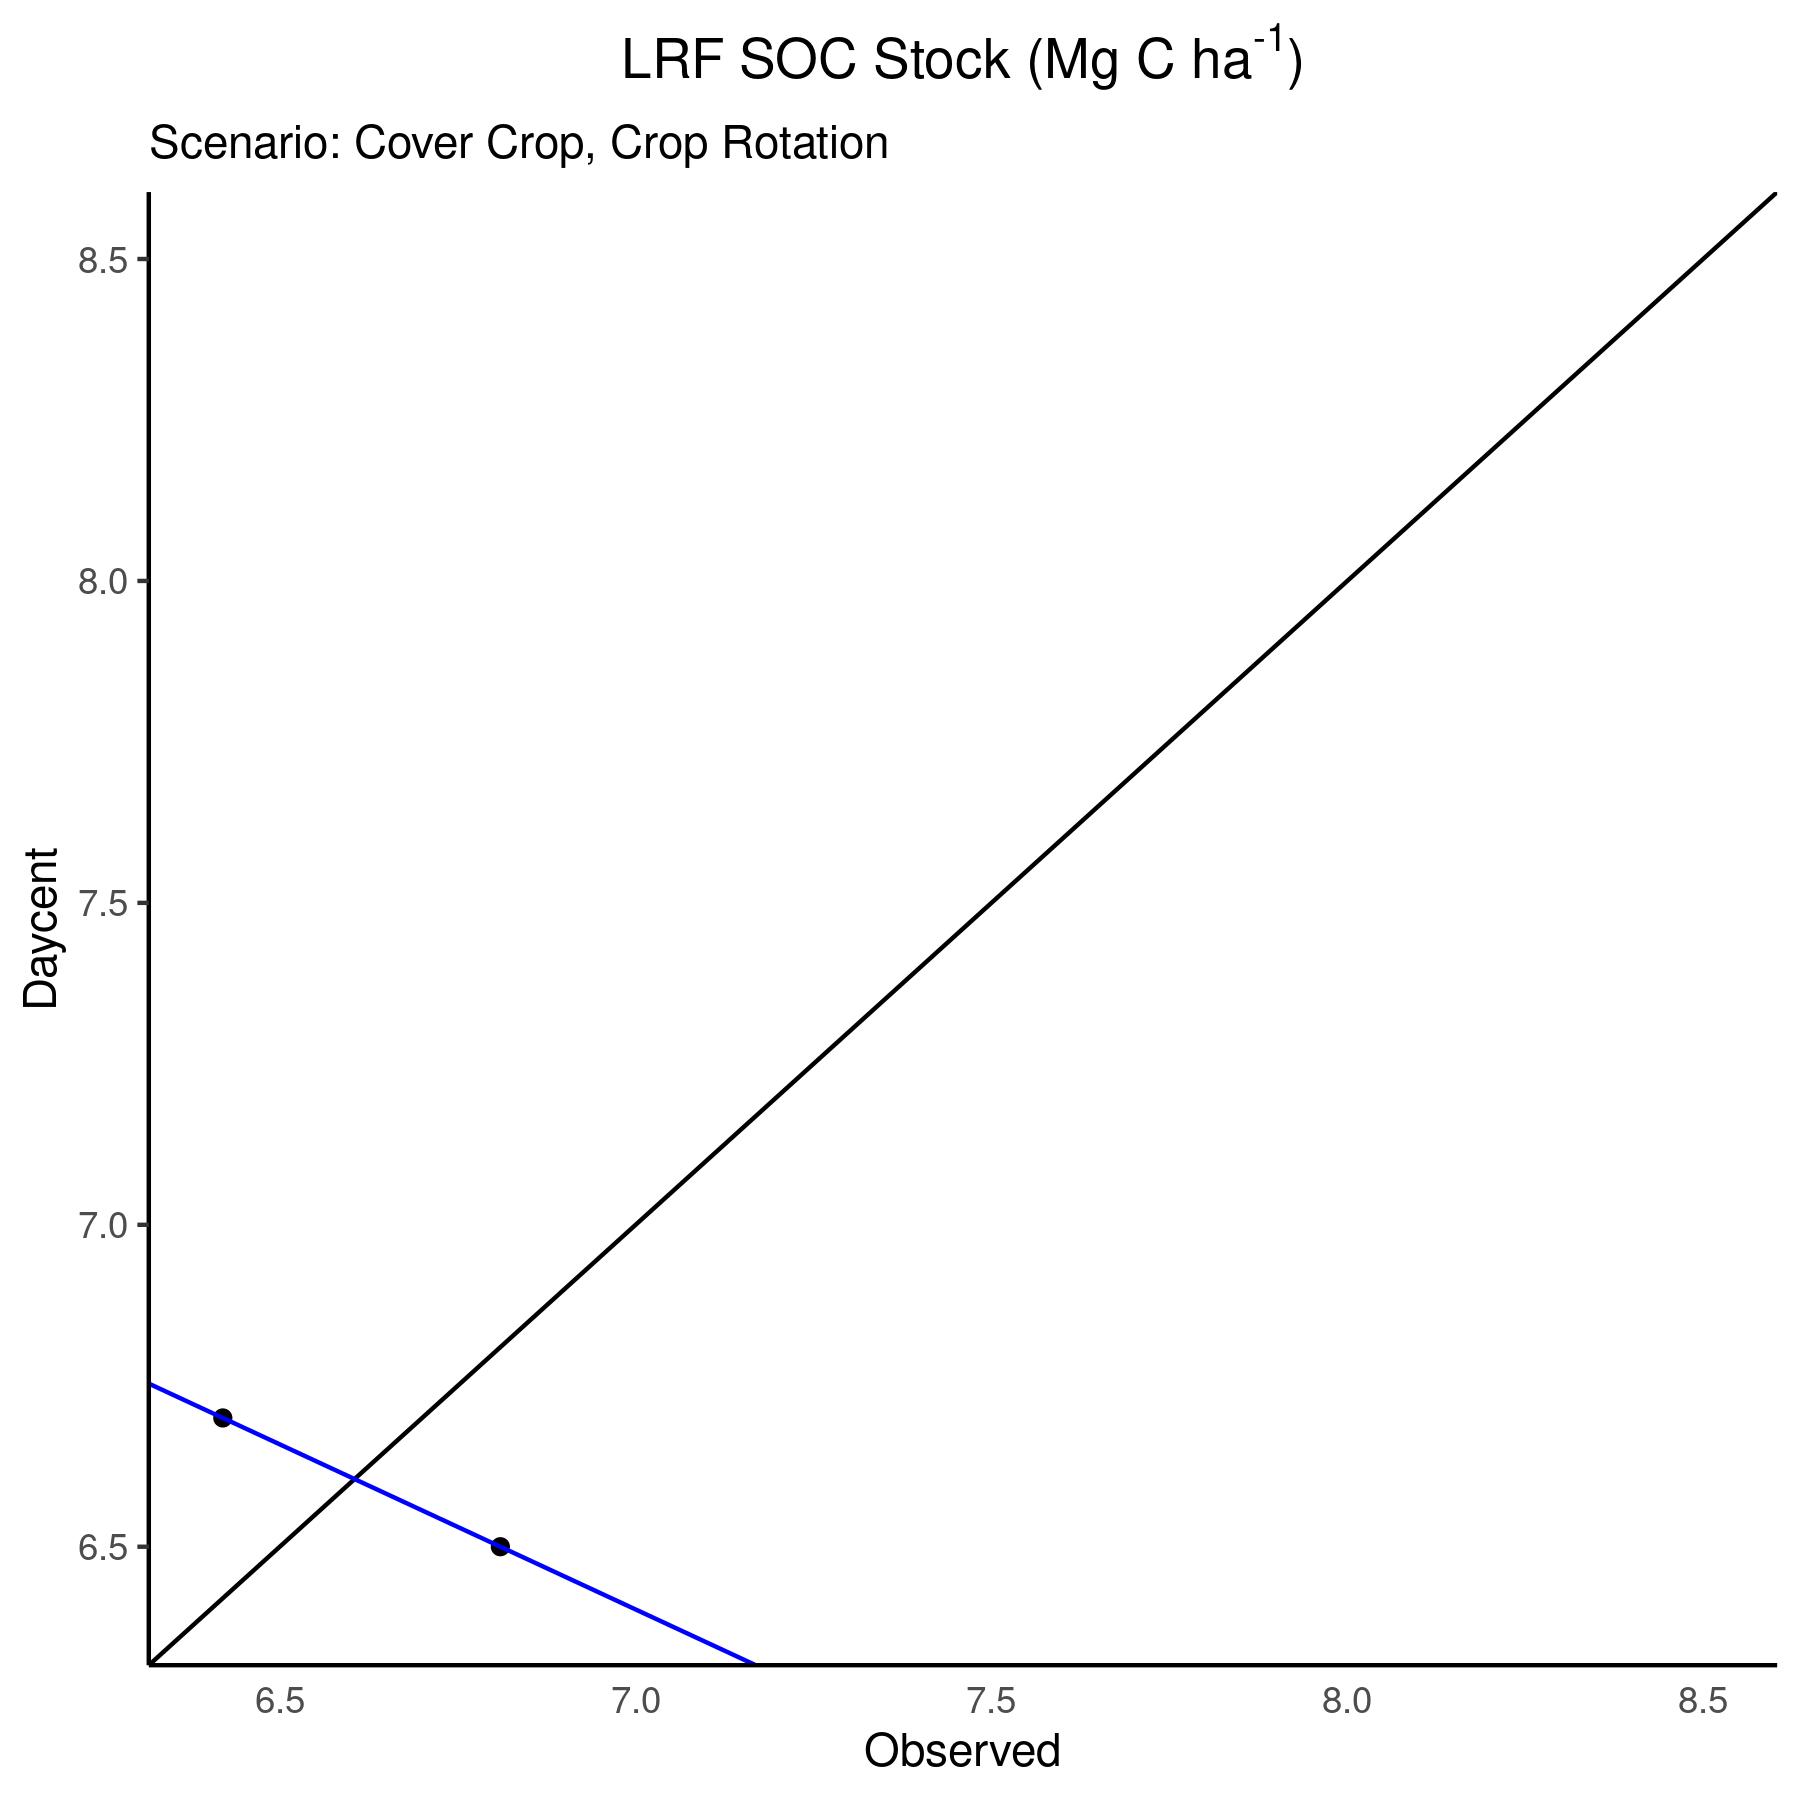 LRF SOC Stock (Mg C ha⁻¹)
Scenario: Cover Crop, Crop Rotation
8.5
8.0
7.5
7.0
6.5
Daycent
6.5 7.0 7.5 8.0 8.5
Observed